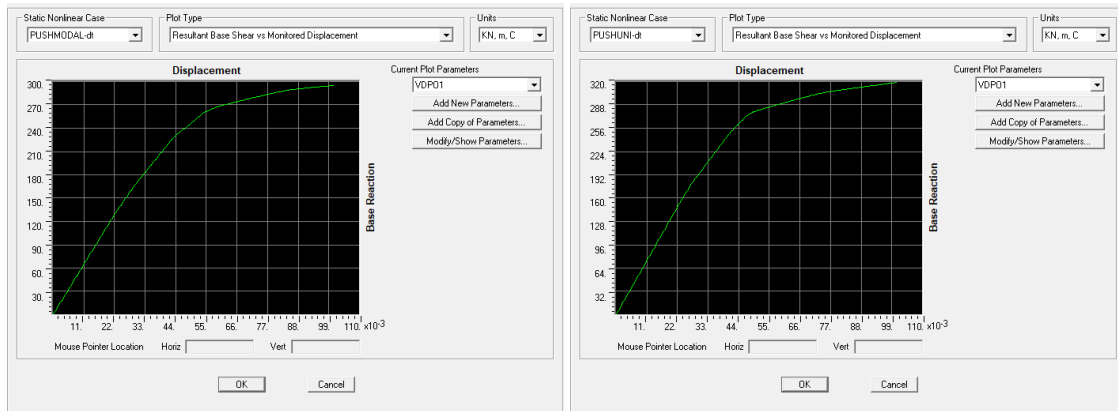 Static Nonlinear Case
PUSHMODAL-dt
Plot Type
Resultant Base Shear vs Monitored Displacement
Units
KN, m, C
Displacement
300.
270.
240.
210.
180.
150.
120.
90.
60.
30.
11. 22. 33. 44. 55. 66. 77. 88. 99. 110. x10-3
Base Reaction
Current Plot Parameters
VDPO1
Add New Parameters...
Add Copy of Parameters...
Modify/Show Parameters...
Mouse Pointer Location Horiz Vert
OK Cancel
Static Nonlinear Case
PUSHUNI-dt
Plot Type
Resultant Base Shear vs Monitored Displacement
Units
KN, m, C
Displacement
320.
288.
256.
224.
192.
160.
128.
96.
64.
32.
11. 22. 33. 44. 55. 66. 77. 88. 99. 110. x10-3
Base Reaction
Current Plot Parameters
VDPO1
Add New Parameters...
Add Copy of Parameters...
Modify/Show Parameters...
Mouse Pointer Location Horiz Vert
OK Cancel